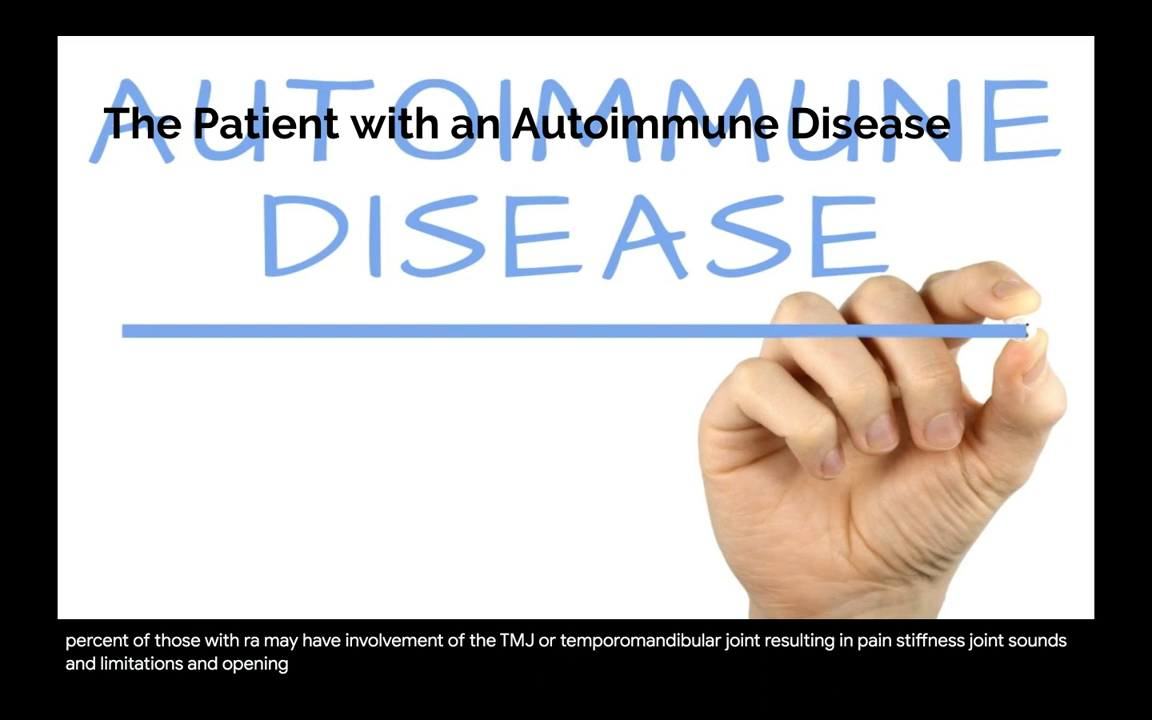 The Patient with an Autoimmune Disease
AUTOIMMUNE
DISEASE
percent of those with ra may have involvement of the TMJ or temporomandibular joint resulting in pain stiffness joint sounds
and limitations and opening